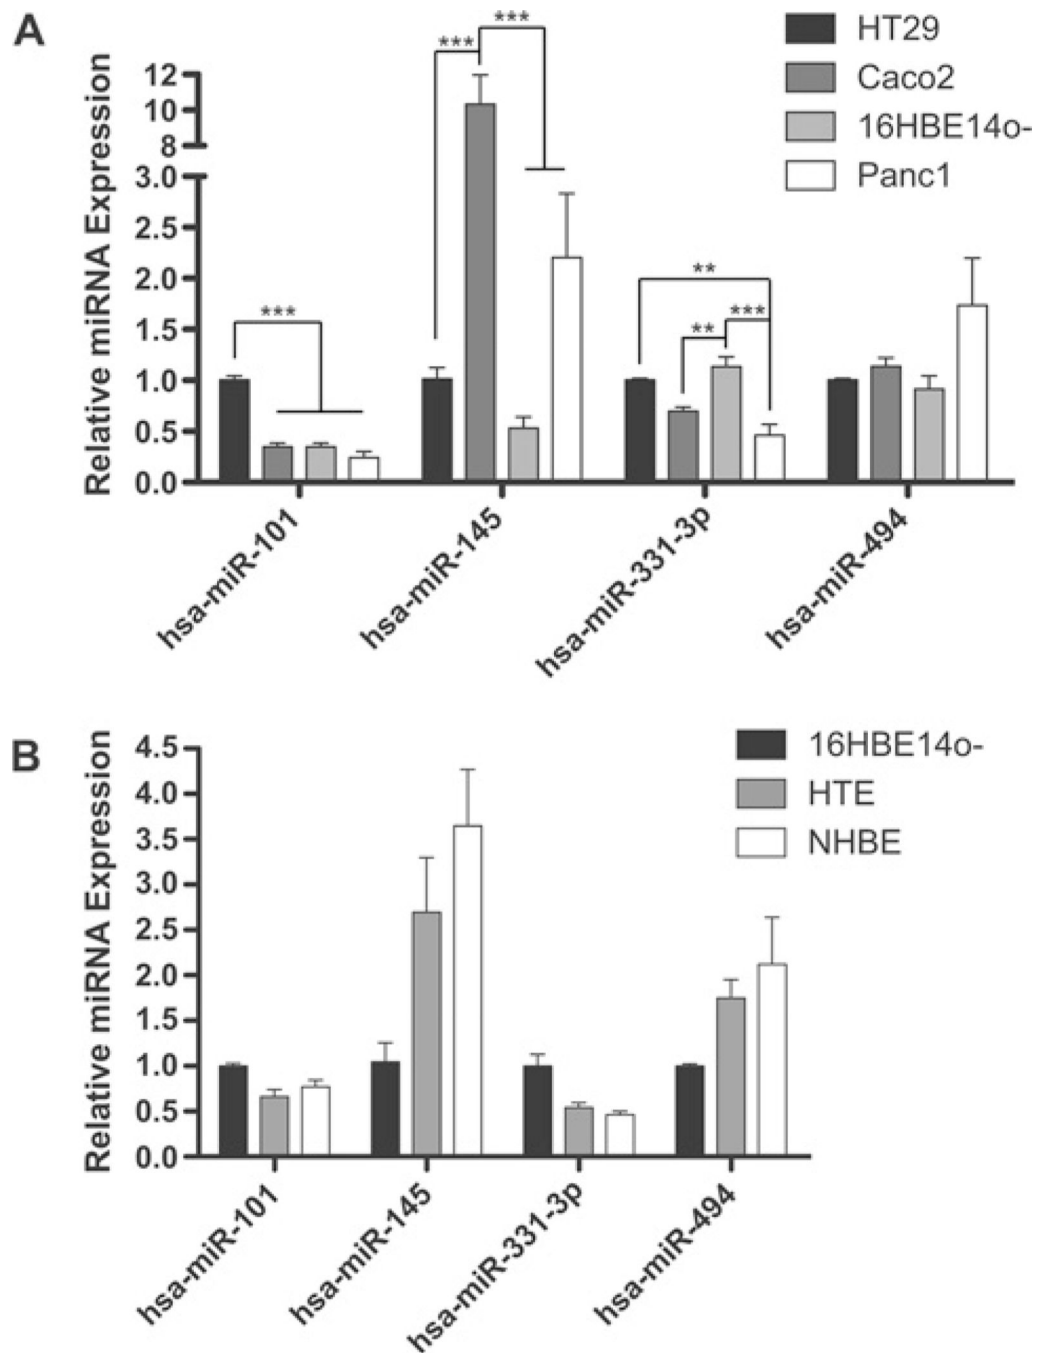 A
HT29
Caco2
16HBE14o-
Panc1
Relative miRNA Expression
12
10
8
3.0
2.5
2.0
1.5
1.0
0.5
0.0
***
***
***
**
**
***
hsa-miR-101
hsa-miR-145
hsa-miR-331-3p
hsa-miR-494
B
16HBE14o-
HTE
NHBE
Relative miRNA Expression
4.5
4.0
3.5
3.0
2.5
2.0
1.5
1.0
0.5
0.0
hsa-miR-101
hsa-miR-145
hsa-miR-331-3p
hsa-miR-494